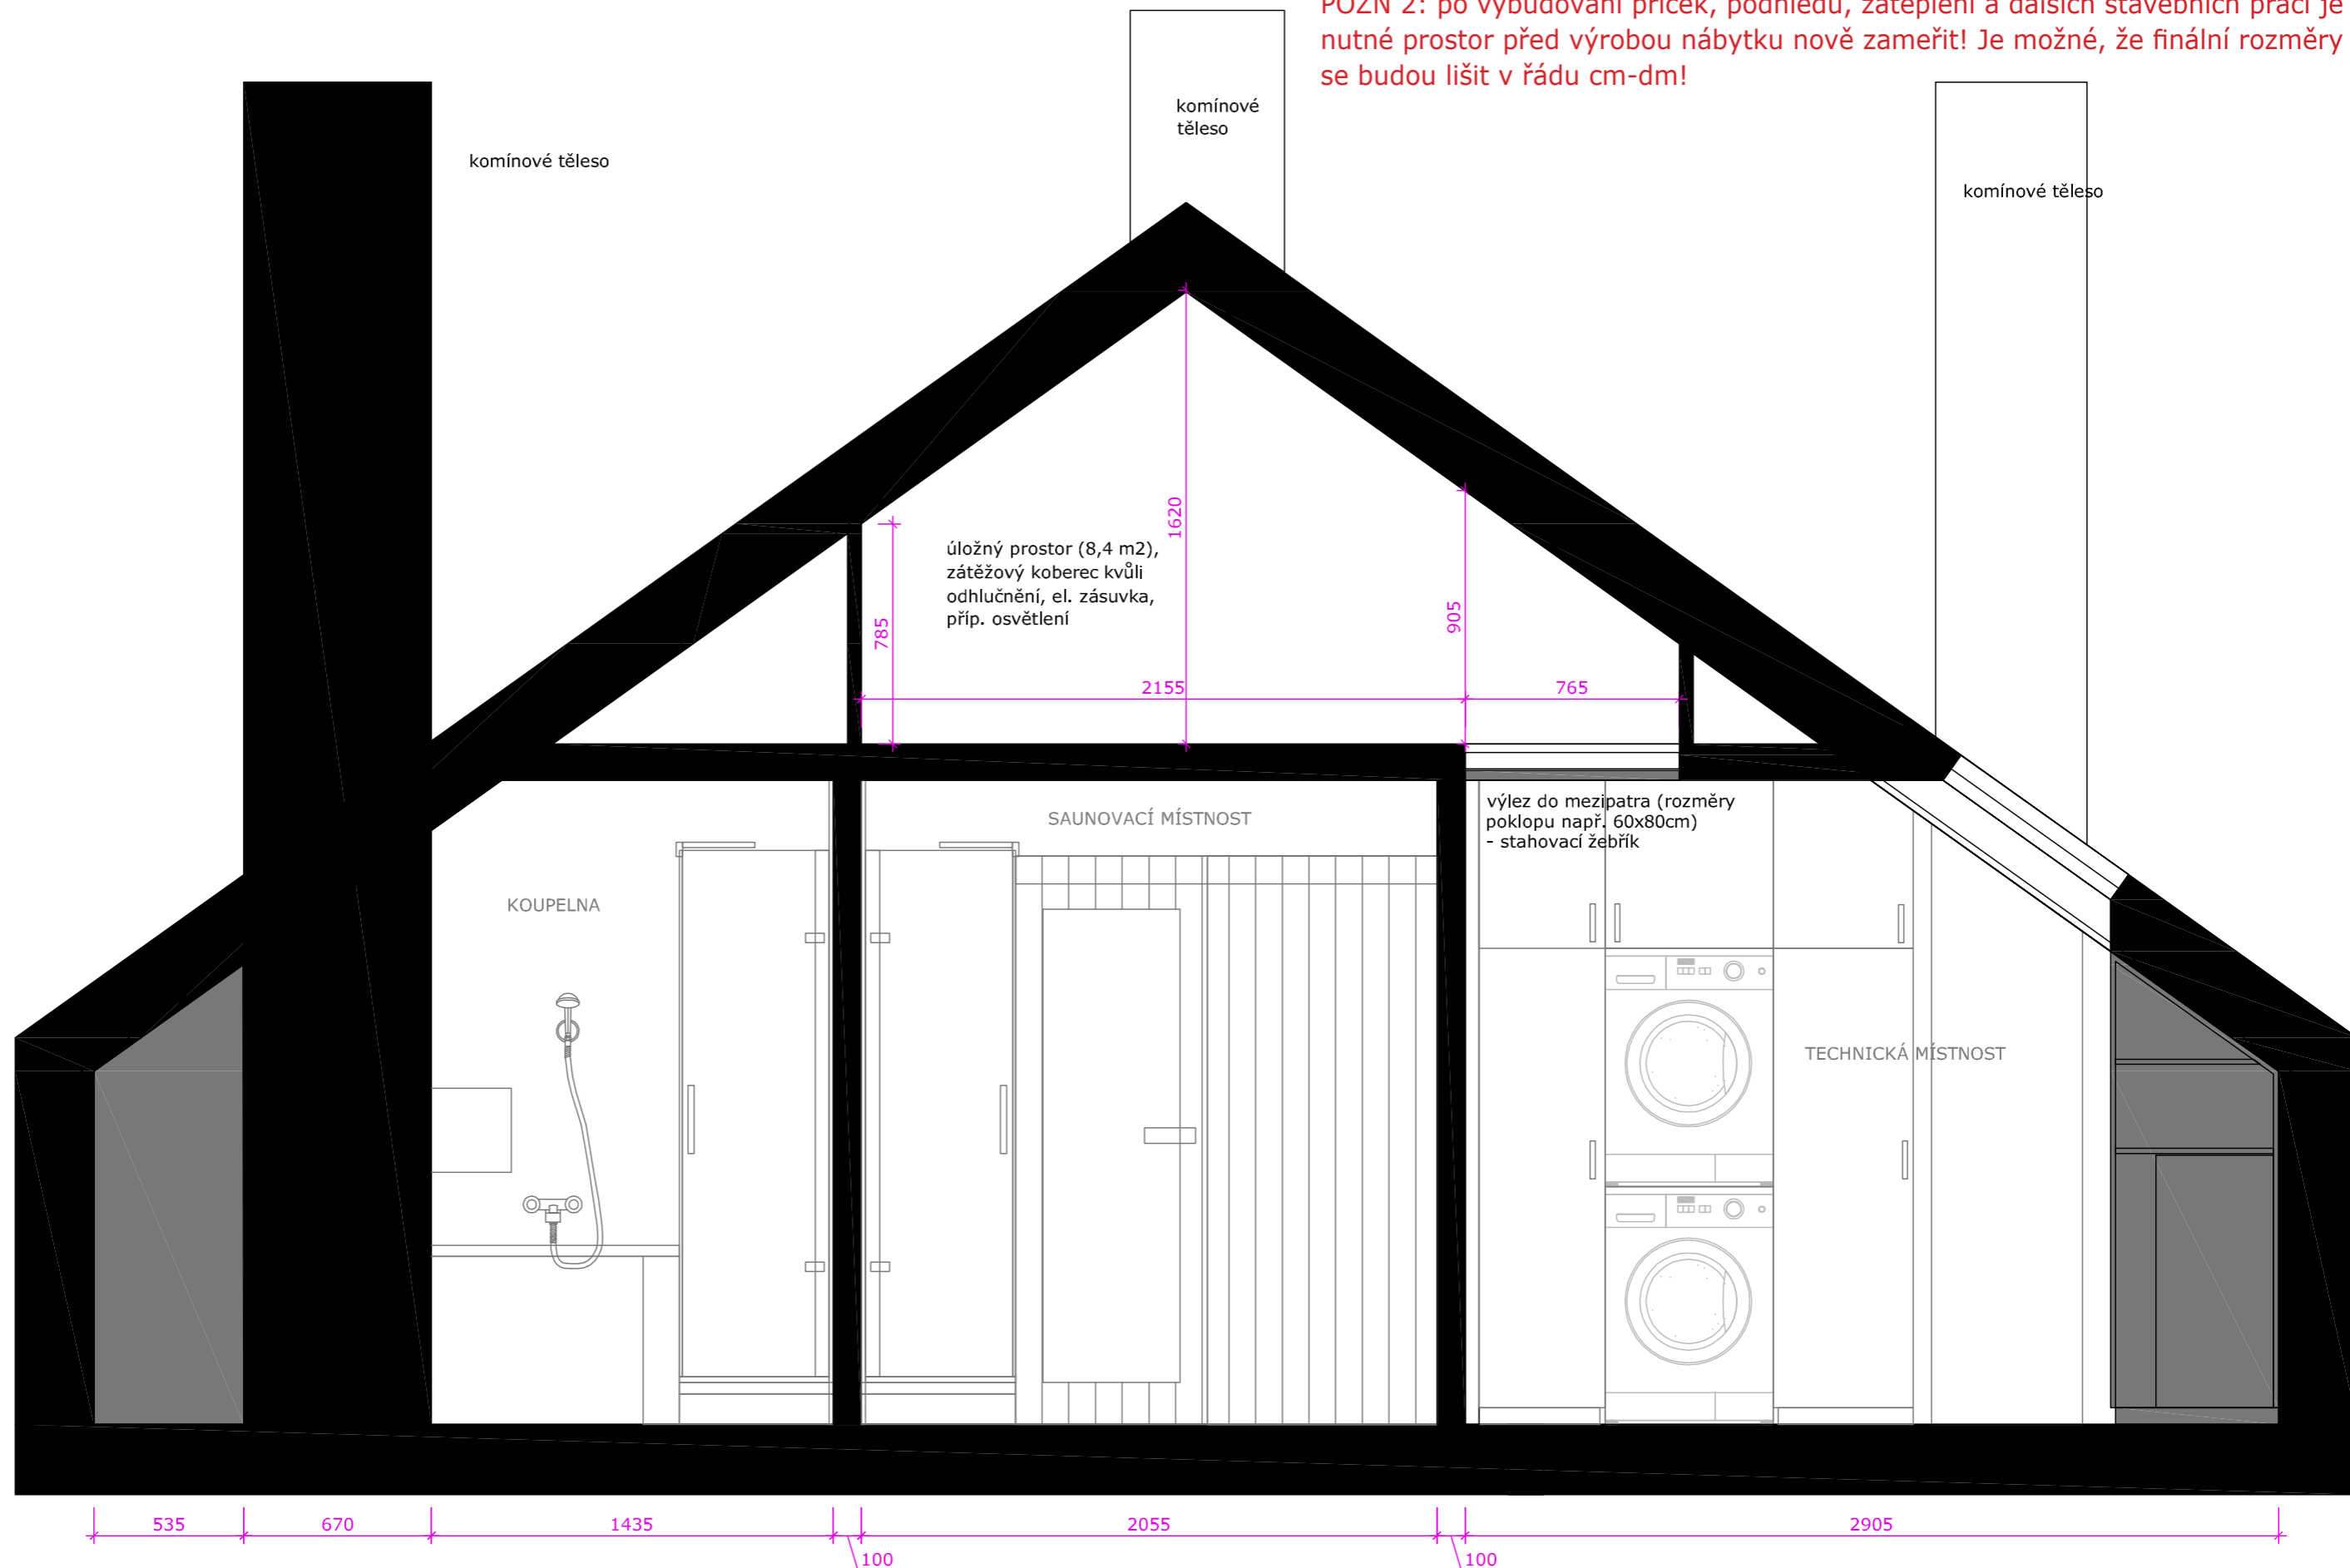 POZN 2: po vybudování příček, podhledů, zateplení a dalších stavebních prací je
nutné prostor před výrobou nábytku nově zameřit! Je možné, že finální rozměry
se budou lišit v řádu cm-dm!
komínové
těleso
komínové těleso
komínové těleso
1620
úložný prostor (8,4 m2),
zátěžový koberec kvůli
odhlučnění, el. zásuvka,
příp. osvětlení
785
905
2155
765
výlez do mezipatra (rozměry
poklopu např. 60x80cm)
- stahovací žebřík
SAUNOVACÍ MÍSTNOST
KOUPELNA
TECHNICKÁ MÍSTNOST
535
670
1435
2055
2905
100
100